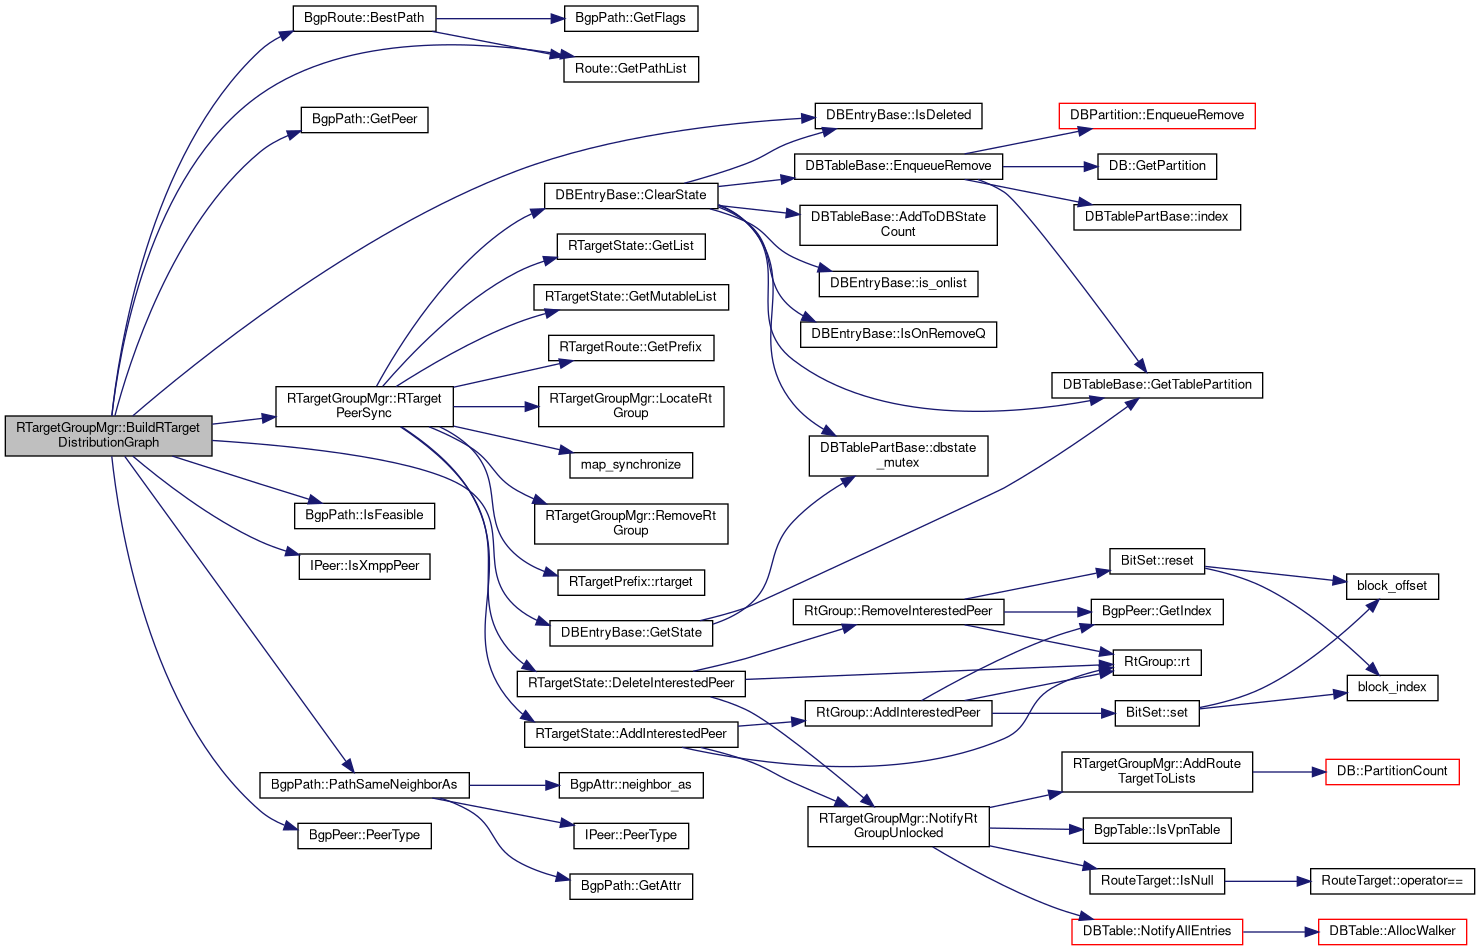 BgpRoute::BestPath
BgpPath::GetFlags
Route::GetPathList
BgpPath::GetPeer
DBEntryBase::IsDeleted
DBPartition::EnqueueRemove
DBTableBase::EnqueueRemove
DB::GetPartition
DBEntryBase::ClearState
DBTableBase::AddToDBState
Count
DBTablePartBase::index
RTargetState::GetList
DBEntryBase::is_onlist
RTargetState::GetMutableList
DBEntryBase::IsOnRemoveQ
RTargetRoute::GetPrefix
DBTableBase::GetTablePartition
RTargetGroupMgr::RTarget
PeerSync
RTargetGroupMgr::LocateRt
Group
RTargetGroupMgr::BuildRTarget
DistributionGraph
DBTablePartBase::dbstate
_mutex
map_synchronize
BgpPath::IsFeasible
RTargetGroupMgr::RemoveRt
Group
IPeer::IsXmppPeer
RTargetPrefix::rtarget
BitSet::reset
block_offset
RtGroup::RemoveInterestedPeer
BgpPeer::GetIndex
DBEntryBase::GetState
RtGroup::rt
RTargetState::DeleteInterestedPeer
block_index
RtGroup::AddInterestedPeer
BitSet::set
RTargetState::AddInterestedPeer
RTargetGroupMgr::AddRoute
TargetToLists
DB::PartitionCount
BgpPath::PathSameNeighborAs
BgpAttr::neighbor_as
RTargetGroupMgr::NotifyRt
GroupUnlocked
BgpTable::IsVpnTable
BgpPeer::PeerType
IPeer::PeerType
BgpPath::GetAttr
RouteTarget::IsNull
RouteTarget::operator==
DBTable::NotifyAllEntries
DBTable::AllocWalker